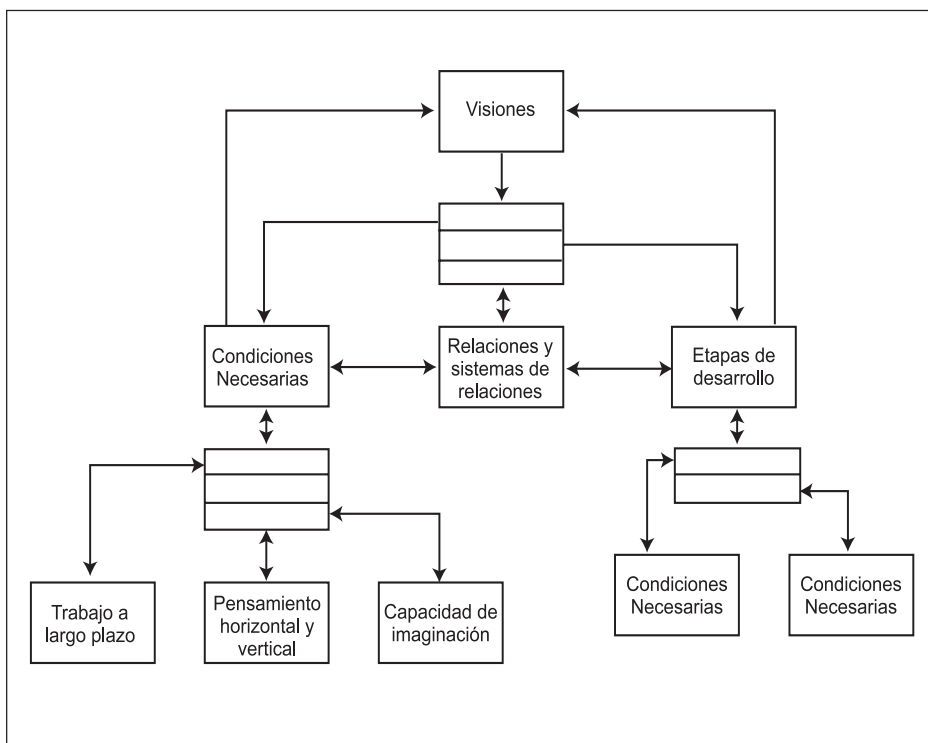 Visiones
Condiciones
Necesarias
Relaciones y
sistemas de
relaciones
Etapas de
desarrollo
Trabajo a
largo plazo
Pensamiento
horizontal y
vertical
Capacidad de
imaginación
Condiciones
Necesarias
Condiciones
Necesarias